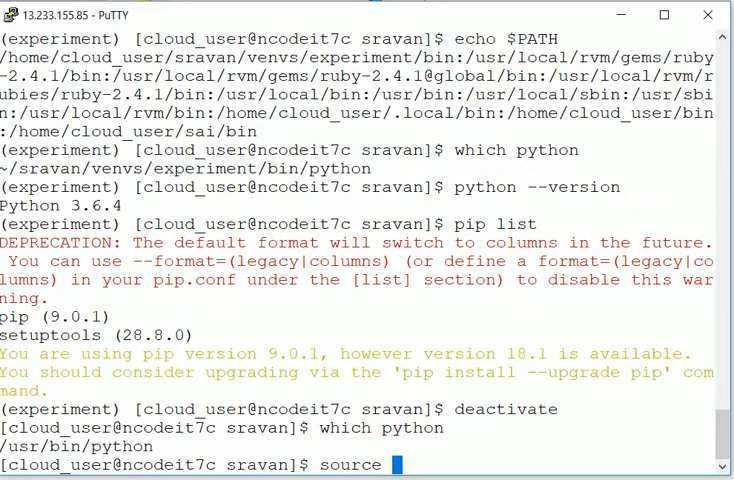 13.233.155.85 - PuTTY
(experiment) [cloud_user@ncodeit7c sravan]$ echo $PATH
/home/cloud_user/sravan/venvs/experiment/bin:/usr/local/rvm/gems/ruby
-2.4.1/bin:/usr/local/rvm/gems/ruby-2.4.1@global/bin:/usr/local/rvm/r
ubies/ruby-2.4.1/bin:/usr/local/bin:/usr/bin:/usr/local/sbin:/usr/sbi
n:/usr/local/rvm/bin:/home/cloud_user/.local/bin:/home/cloud_user/bin
:/home/cloud_user/sai/bin
(experiment) [cloud_user@ncodeit7c sravan]$ which python
~/sravan/venvs/experiment/bin/python
(experiment) [cloud_user@ncodeit7c sravan]$ python --version
Python 3.6.4
(experiment) [cloud_user@ncodeit7c sravan]$ pip list
DEPRECATION: The default format will switch to columns in the future.
You can use --format=(legacy|columns) (or define a format=(legacy|co
lumns) in your pip.conf under the [list] section) to disable this war
ning.
pip (9.0.1)
setuptools (28.8.0)
You are using pip version 9.0.1, however version 18.1 is available.
You should consider upgrading via the 'pip install --upgrade pip' com
mand.
(experiment) [cloud_user@ncodeit7c sravan]$ deactivate
[cloud_user@ncodeit7c sravan]$ which python
/usr/bin/python
[cloud_user@ncodeit7c sravan]$ source